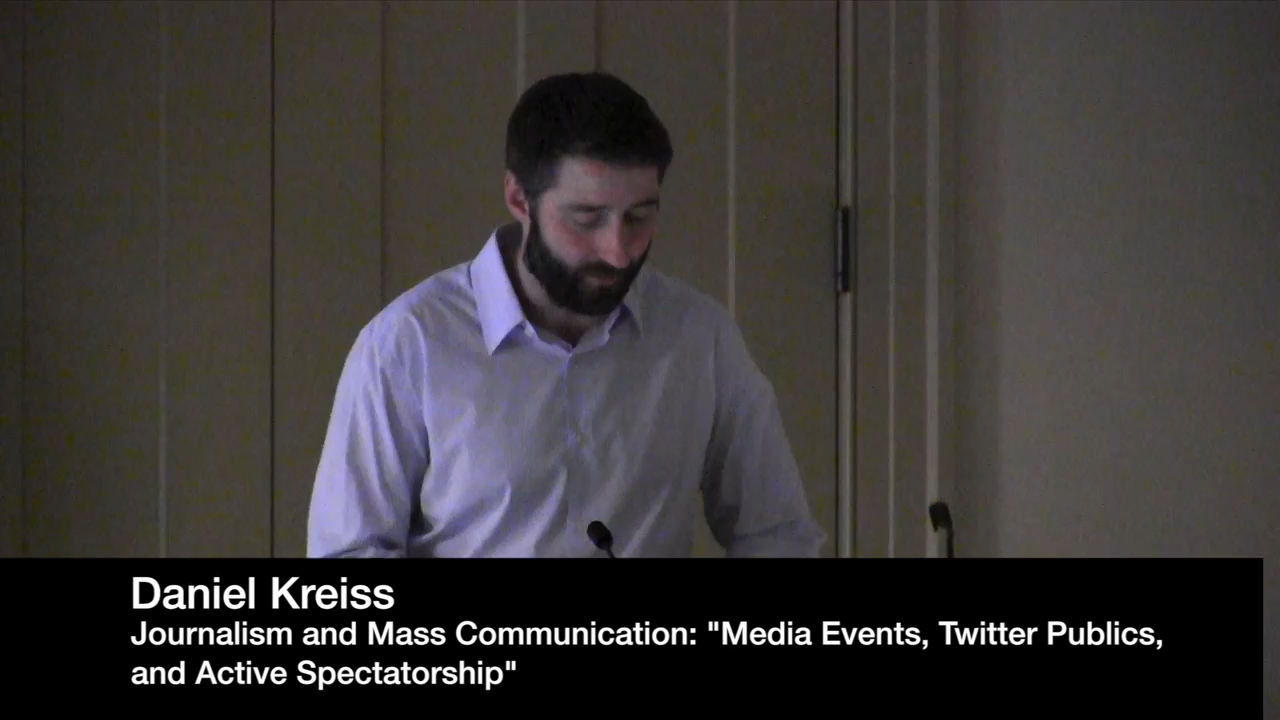 Daniel Kreiss
Journalism and Mass Communication: "Media Events, Twitter Publics,
and Active Spectatorship"